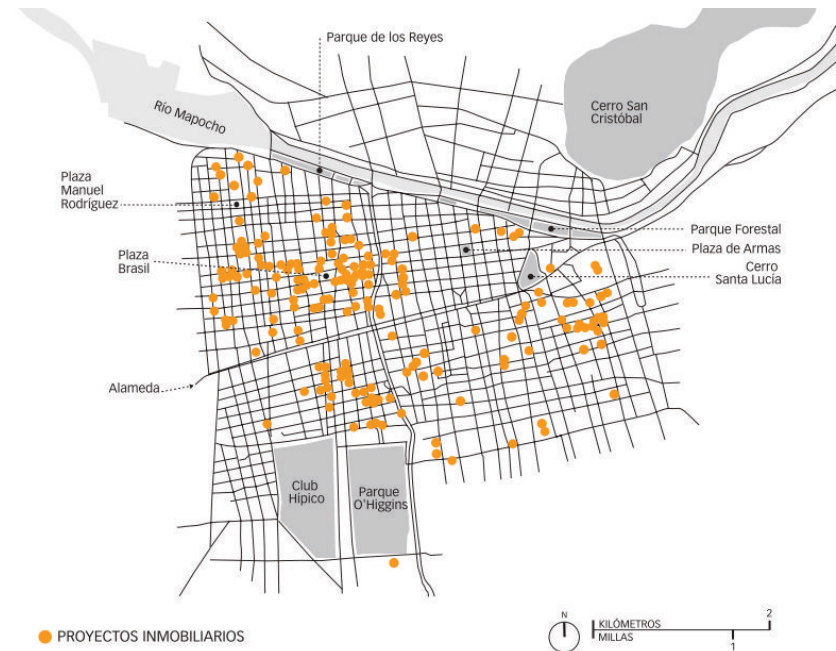 Parque de los Reyes
Río Mapocho
Cerro San
Cristóbal
Plaza
Manuel
Rodríguez
Parque Forestal
Plaza de Armas
Plaza
Brasil
Cerro
Santa Lucía
Alameda
Club
Hípico
Parque
O'Higgins
PROYECTOS INMOBILIARIOS
N
KILÓMETROS
2
MILLAS
1